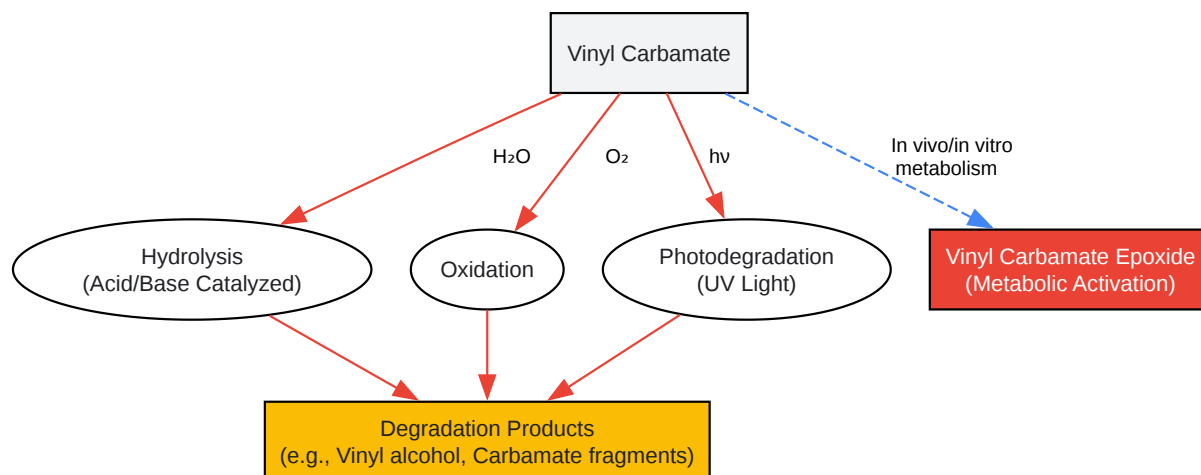 Vinyl Carbamate
H₂O
O₂
hν
In vivo/in vitro
metabolism
Hydrolysis
(Acid/Base Catalyzed)
Oxidation
Photodegradation
(UV Light)
Vinyl Carbamate Epoxide
(Metabolic Activation)
Degradation Products
(e.g., Vinyl alcohol, Carbamate fragments)